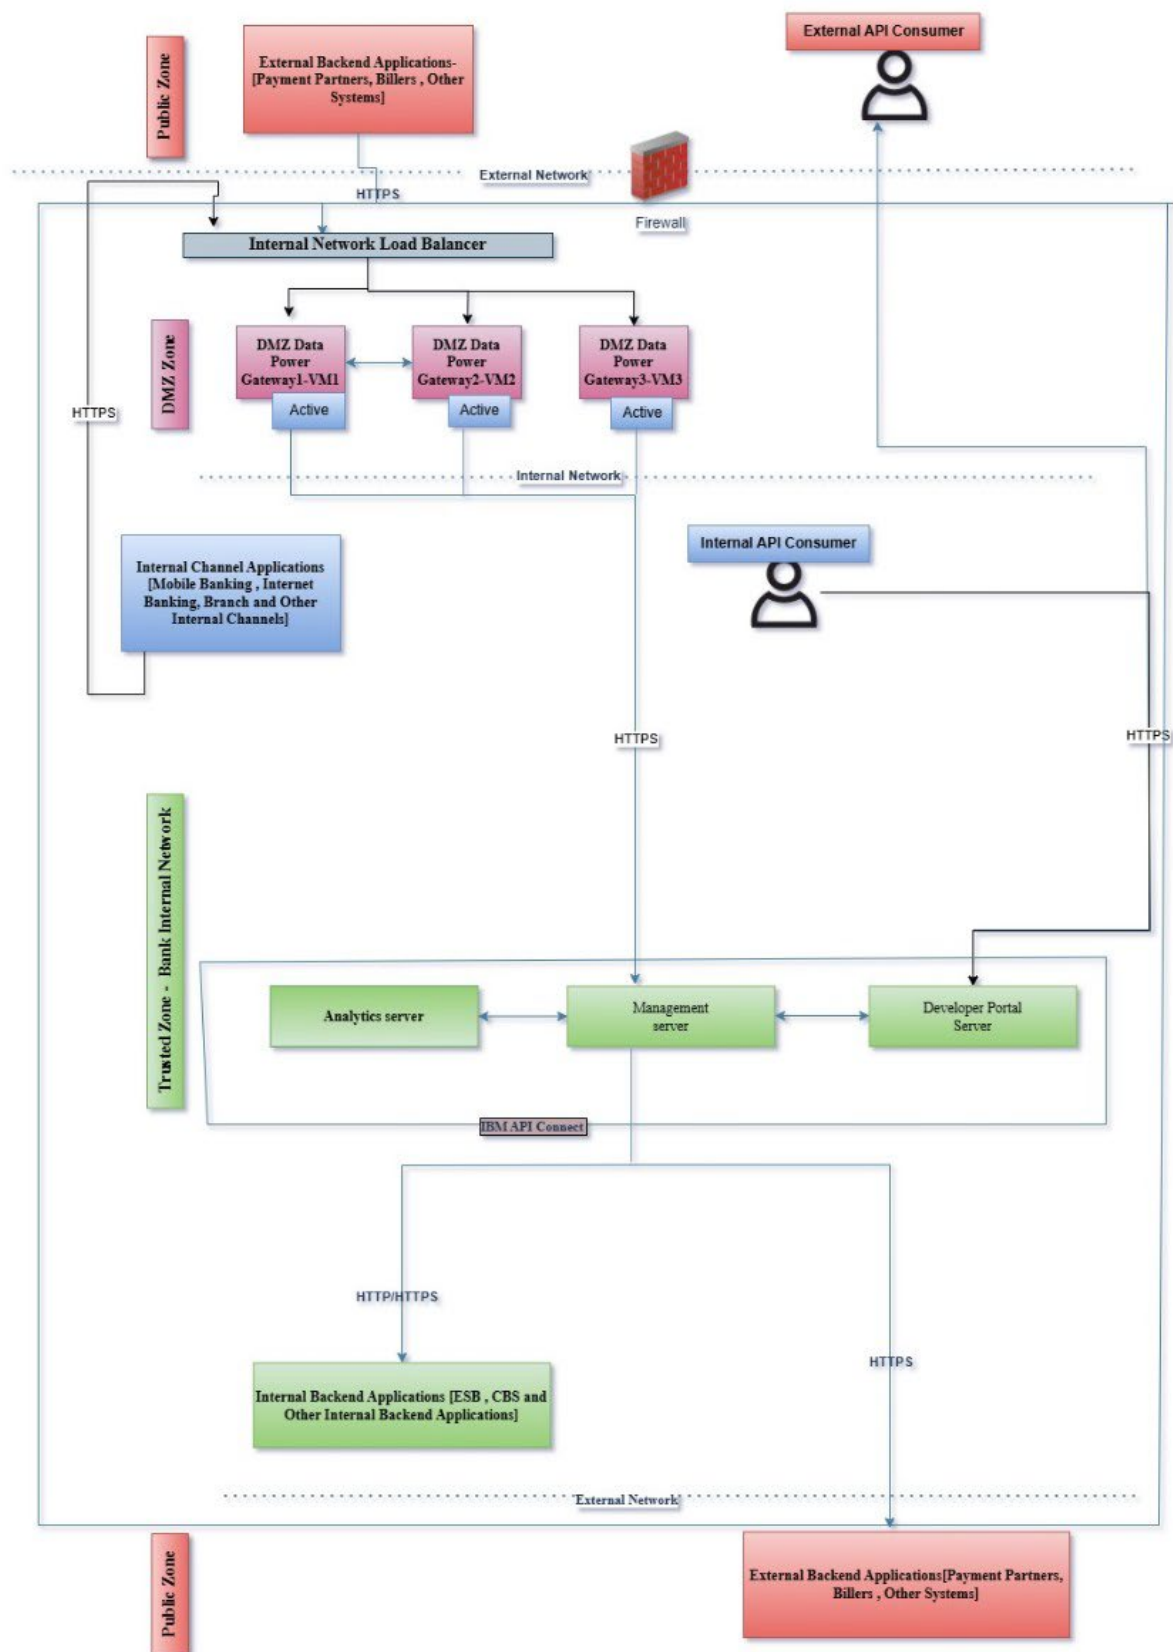 External API Consumer
Public Zone
External Backend Applications-
[Payment Partners, Billers , Other
Systems]
External Network
HTTPS
Firewall
Internal Network Load Balancer
DMZ Zone
DMZ Data
Power
Gateway1-VM1
Active
DMZ Data
Power
Gateway2-VM2
Active
DMZ Data
Power
Gateway3-VM3
Active
HTTPS
Internal Network
Internal Channel Applications
[Mobile Banking , Internet
Banking, Branch and Other
Internal Channels]
Internal API Consumer
HTTPS
HTTPS
Trusted Zone - Bank Internal Network
Analytics server
Management
server
Developer Portal
Server
IBM API Connect
HTTP/HTTPS
HTTPS
Internal Backend Applications [ESB , CBS and
Other Internal Backend Applications]
External Network
Public Zone
External Backend Applications[Payment Partners,
Billers , Other Systems]